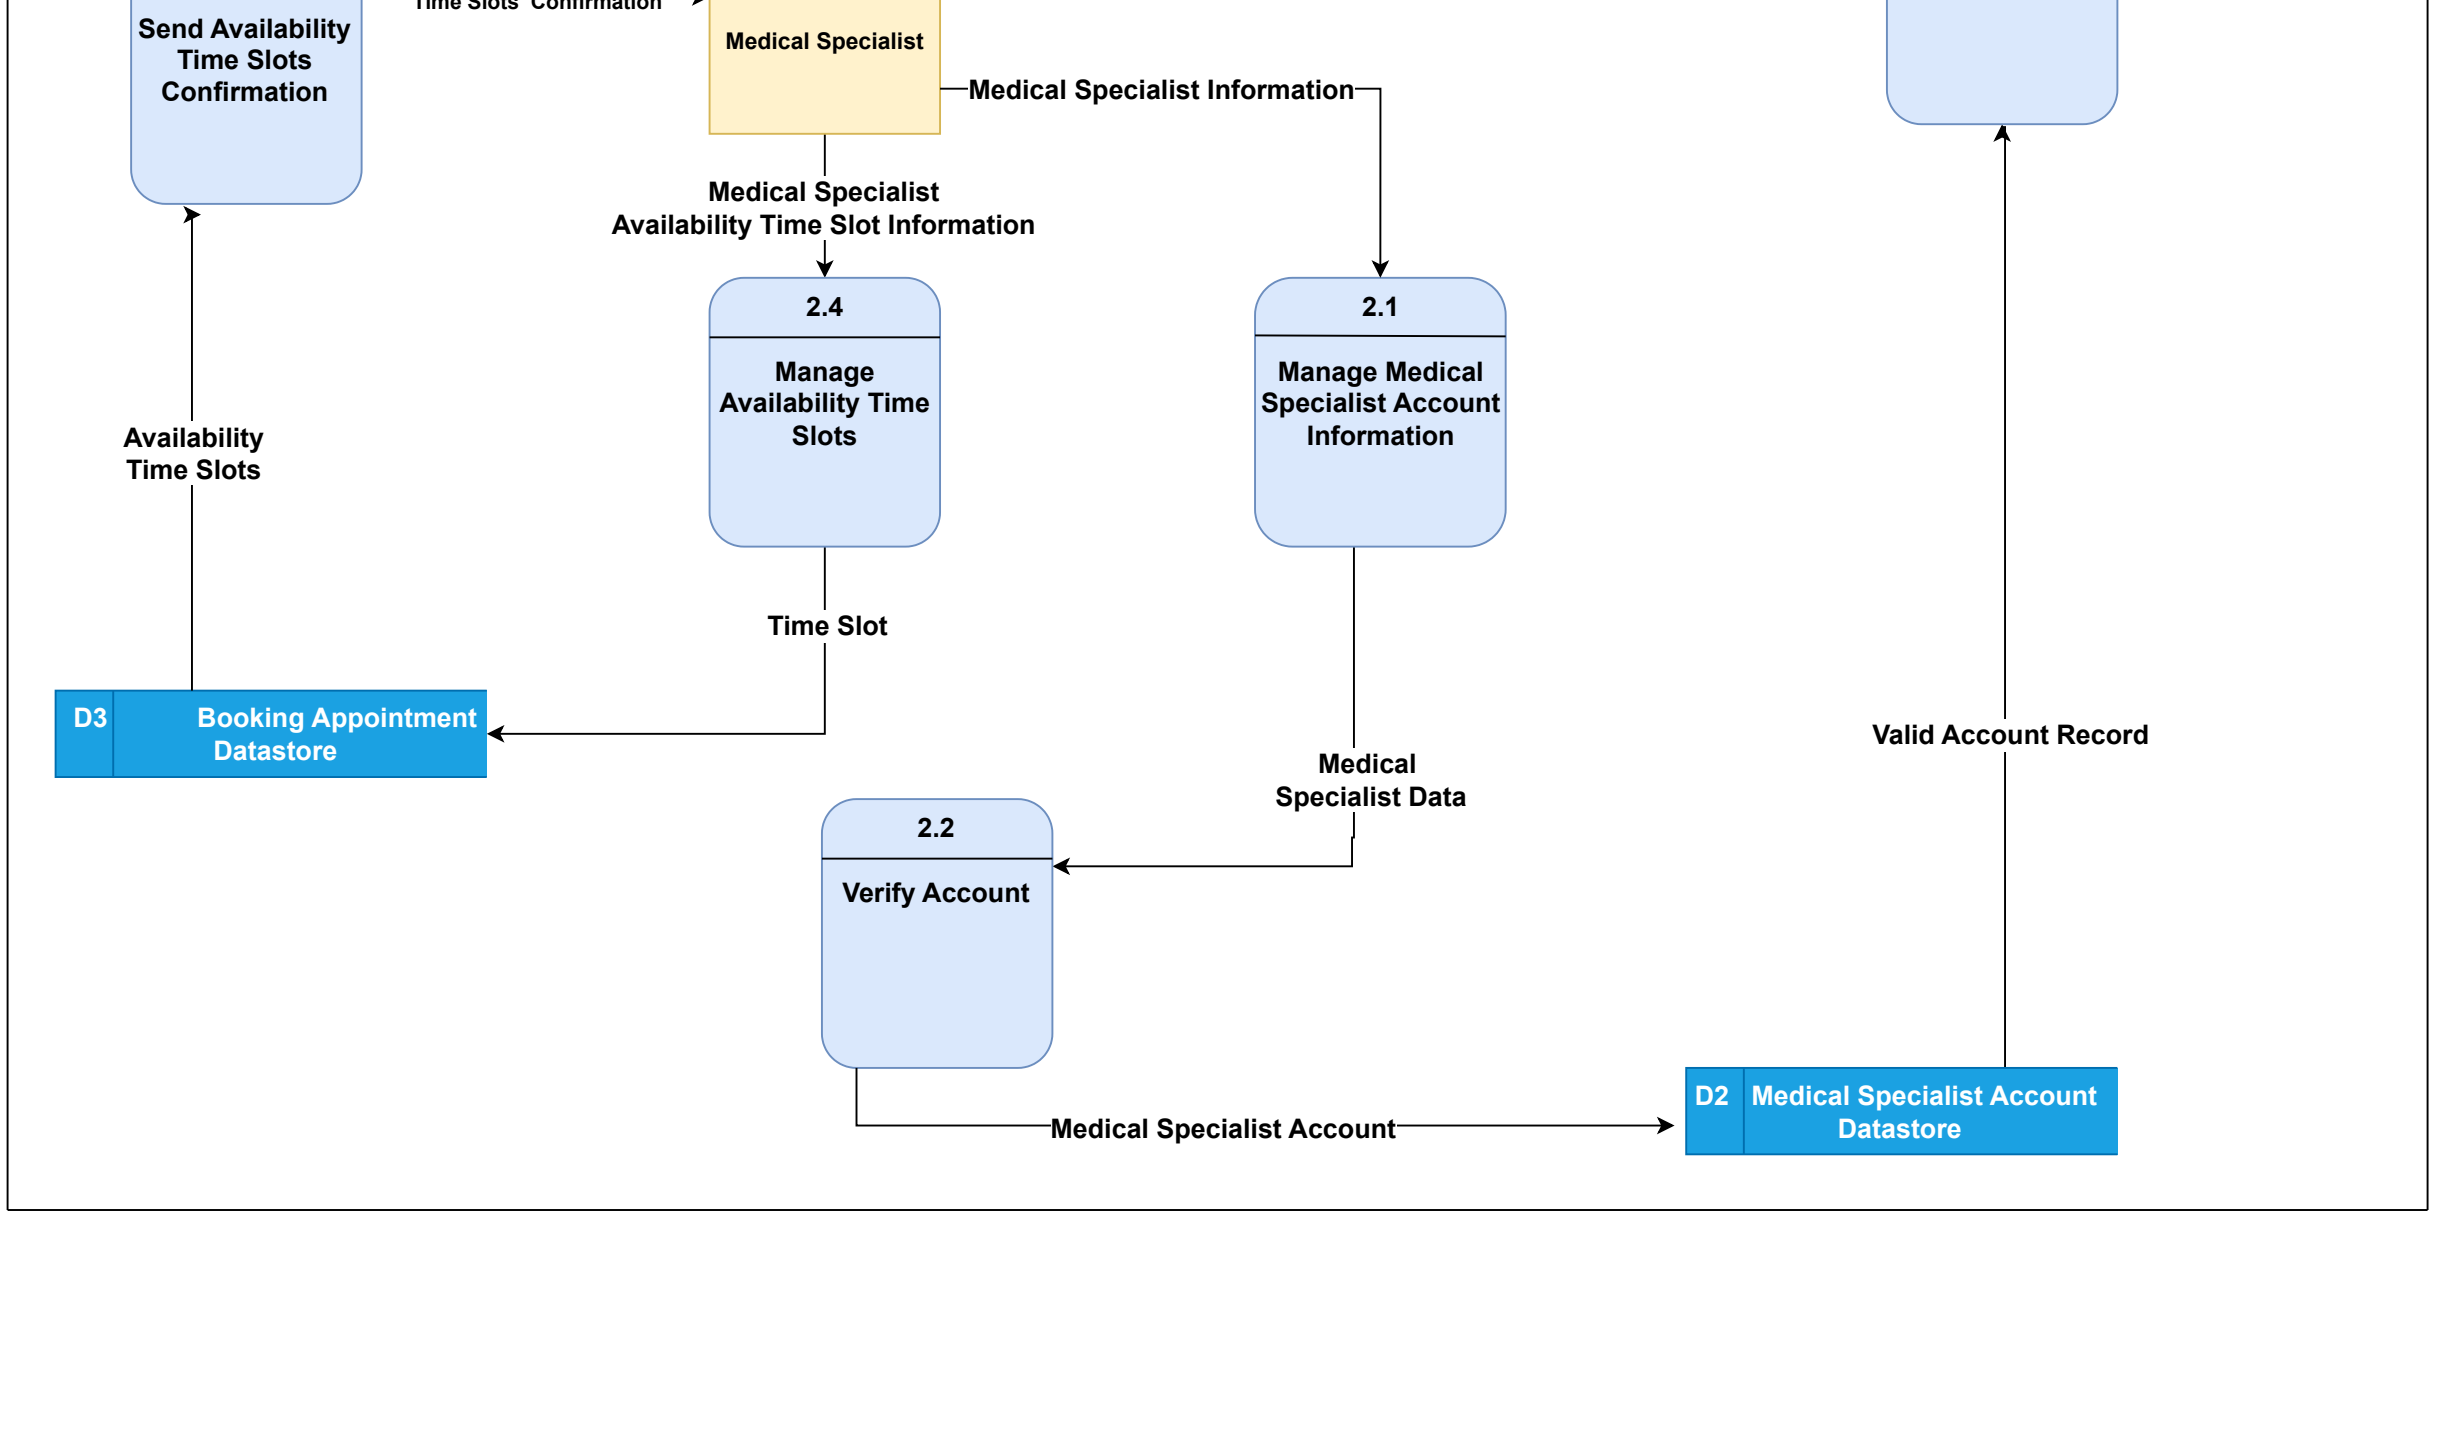 Time Slots  Confirmation
Send Availability
Time Slots
Confirmation
Medical Specialist
Medical Specialist Information
Medical Specialist
Availability Time Slot Information
2.4
Manage
Availability Time
Slots
2.1
Manage Medical
Specialist Account
Information
Availability
Time Slots
Time Slot
D3
Booking Appointment
Datastore
Medical
Specialist Data
Valid Account Record
2.2
Verify Account
Medical Specialist Account
D2
Medical Specialist Account
Datastore